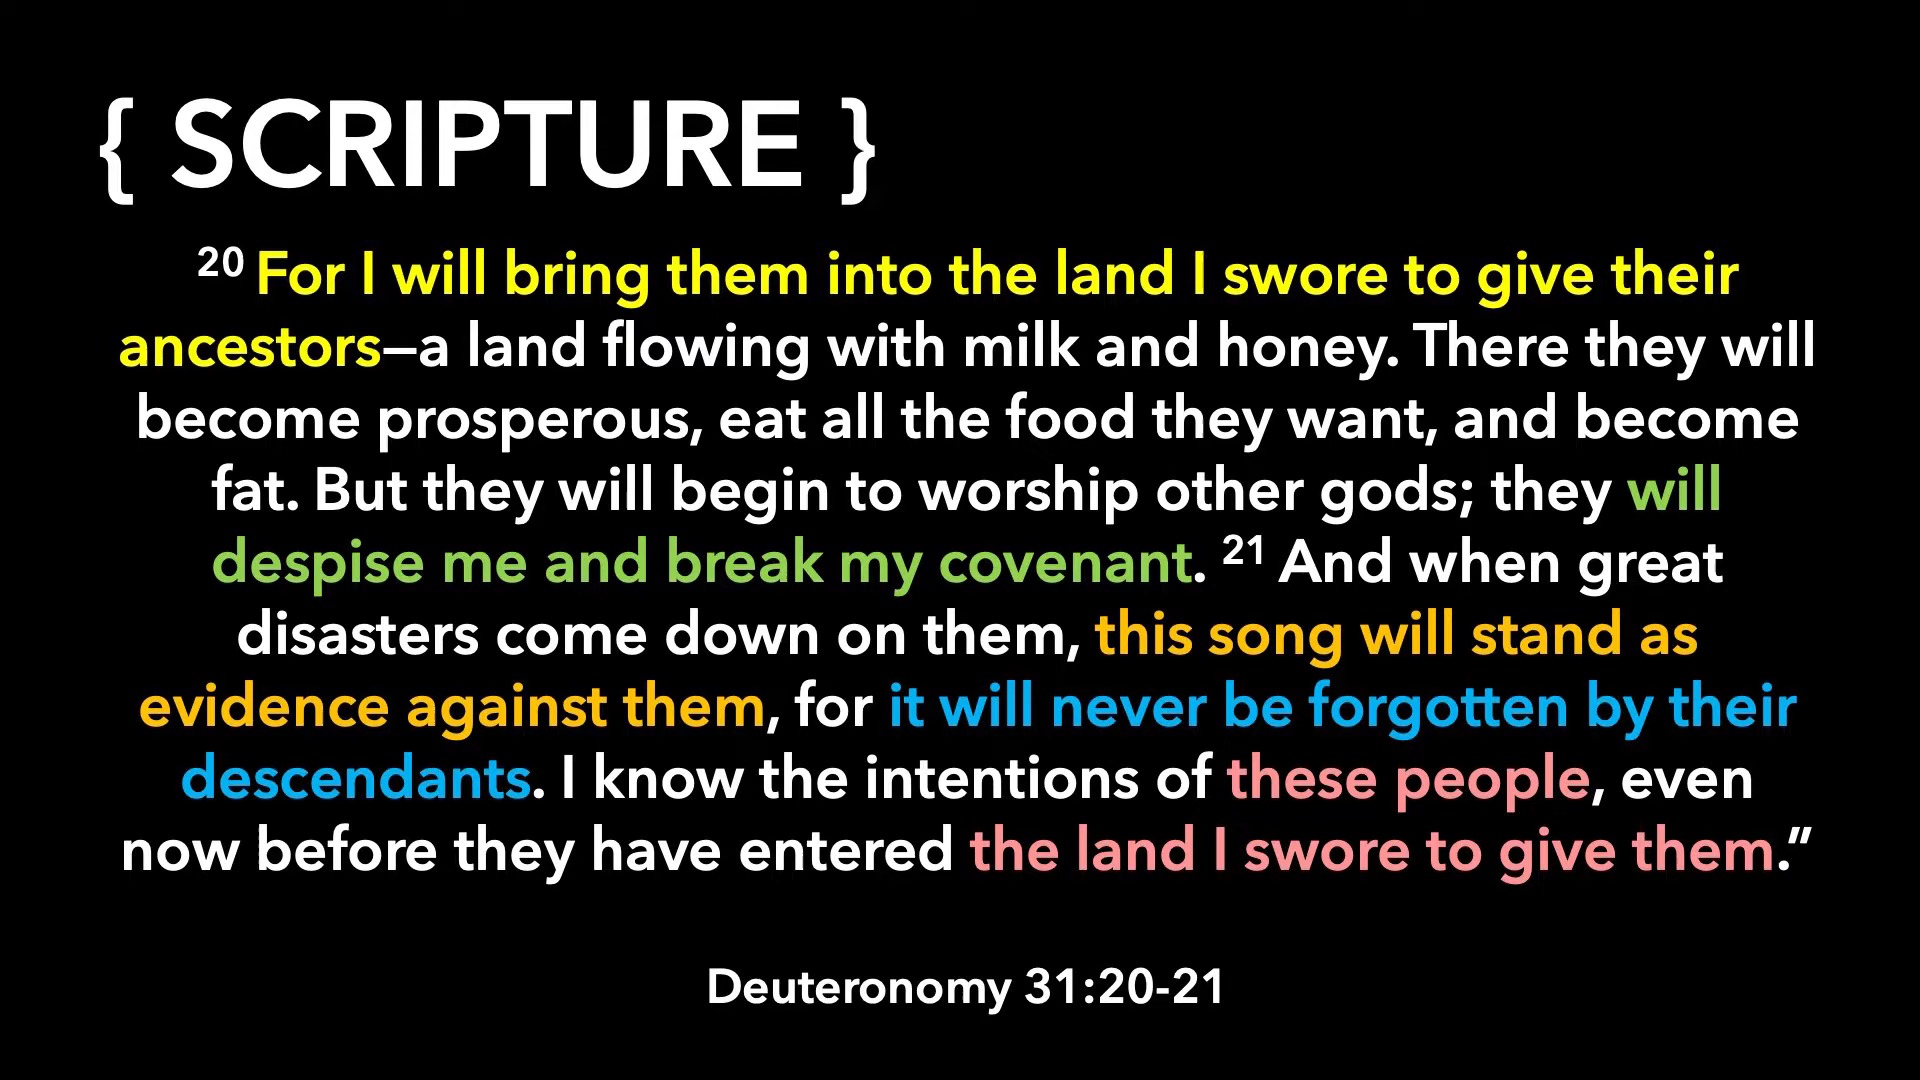 { SCRIPTURE }
20 For I will bring them into the land I swore to give their
ancestors—a land flowing with milk and honey. There they will
become prosperous, eat all the food they want, and become
fat. But they will begin to worship other gods; they will
despise me and break my covenant. 21 And when great
disasters come down on them, this song will stand as
evidence against them, for it will never be forgotten by their
descendants. I know the intentions of these people, even
now before they have entered the land I swore to give them.”
Deuteronomy 31:20-21